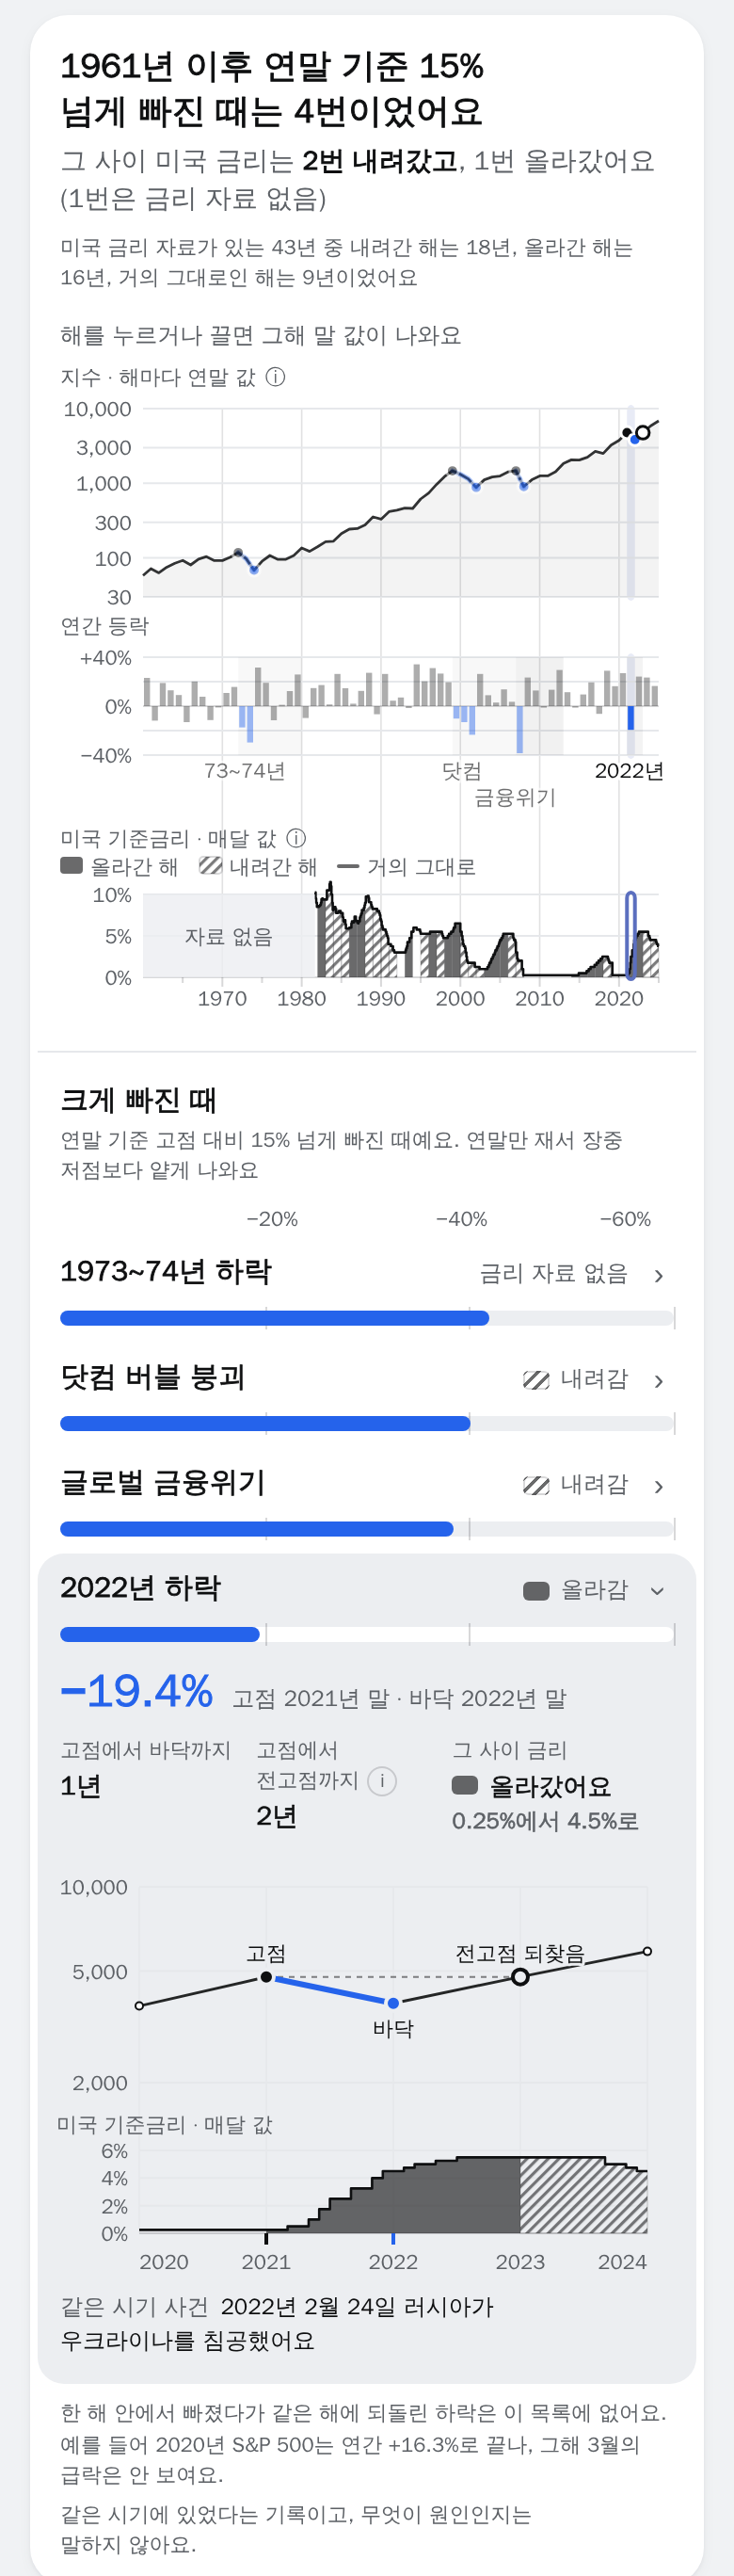 1961년 이후 연말 기준 15%
넘게 빠진 때는 4번이었어요
그 사이 미국 금리는 2번 내려갔고, 1번 올라갔어요
(1번은 금리 자료 없음)
미국 금리 자료가 있는 43년 중 내려간 해는 18년, 올라간 해는
16년, 거의 그대로인 해는 9년이었어요
해를 누르거나 끌면 그해 말 값이 나와요
지수 · 해마다 연말 값 ⓘ
10,000
3,000
1,000
300
100
30
연간 등락
+40%
0%
−40%
73~74년 닷컴 2022년
금융위기
미국 기준금리 · 매달 값 ⓘ
올라간 해 내려간 해 거의 그대로
10%
자료 없음
5%
0%
1970 1980 1990 2000 2010 2020
크게 빠진 때
연말 기준 고점 대비 15% 넘게 빠진 때예요. 연말만 재서 장중
저점보다 얕게 나와요
−20% −40% −60%
1973~74년 하락 금리 자료 없음 ›
닷컴 버블 붕괴 내려감 ›
글로벌 금융위기 내려감 ›
2022년 하락 올라감
−19.4% 고점 2021년 말 · 바닥 2022년 말
고점에서 바닥까지
1년
고점에서
전고점까지 ⓘ
2년
그 사이 금리
올라갔어요
0.25%에서 4.5%로
10,000
고점 전고점 되찾음
5,000
바닥
2,000
미국 기준금리 · 매달 값
6%
4%
2%
0%
2020 2021 2022 2023 2024
같은 시기 사건 2022년 2월 24일 러시아가
우크라이나를 침공했어요
한 해 안에서 빠졌다가 같은 해에 되돌린 하락은 이 목록에 없어요.
예를 들어 2020년 S&P 500는 연간 +16.3%로 끝나, 그해 3월의
급락은 안 보여요.
같은 시기에 있었다는 기록이고, 무엇이 원인인지는
말하지 않아요.